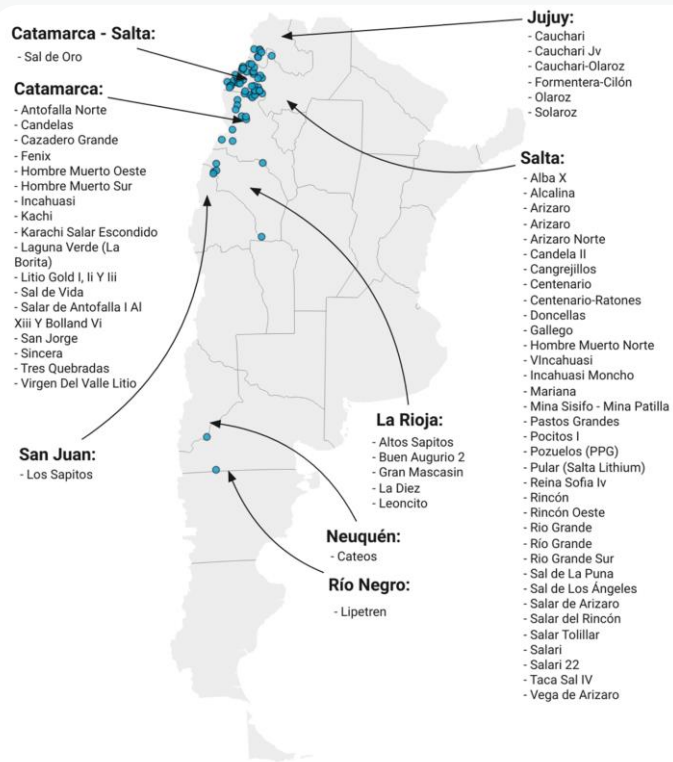 Catamarca - Salta:
- Sal de Oro
Catamarca:
- Antofalla Norte
- Candelas
- Cazadero Grande
- Fenix
- Hombre Muerto Oeste
- Hombre Muerto Sur
- Incahuasi
- Kachi
- Karachi Salar Escondido
- Laguna Verde (La
Borita)
- Litio Gold I, Ii Y Iii
- Sal de Vida
- Salar de Antofalla I Al
Xiii Y Bolland Vi
- San Jorge
- Sincera
- Tres Quebradas
- Virgen Del Valle Litio
San Juan:
- Los Sapitos
La Rioja:
- Altos Sapitos
- Buen Augurio 2
- Gran Mascasin
- La Diez
- Leoncito
Neuquén:
- Cateos
Río Negro:
- Lipetren
Jujuy:
- Cauchari
- Cauchari Jv
- Cauchari-Olaroz
- Formentera-Cilón
- Olaroz
- Solaroz
Salta:
- Alba X
- Alcalina
- Arizaro
- Arizaro
- Arizaro Norte
- Candela II
- Cangrejillos
- Centenario
- Centenario-Ratones
- Doncellas
- Gallego
- Hombre Muerto Norte
- VIncahuasi
- Incahuasi Moncho
- Mariana
- Mina Sisifo - Mina Patilla
- Pastos Grandes
- Pocitos I
- Pozuelos (PPG)
- Pular (Salta Lithium)
- Reina Sofia Iv
- Rincón
- Rincón Oeste
- Rio Grande
- Río Grande
- Rio Grande Sur
- Sal de La Puna
- Sal de Los Ángeles
- Salar de Arizaro
- Salar del Rincón
- Salar Tolillar
- Salari
- Salari 22
- Taca Sal IV
- Vega de Arizaro